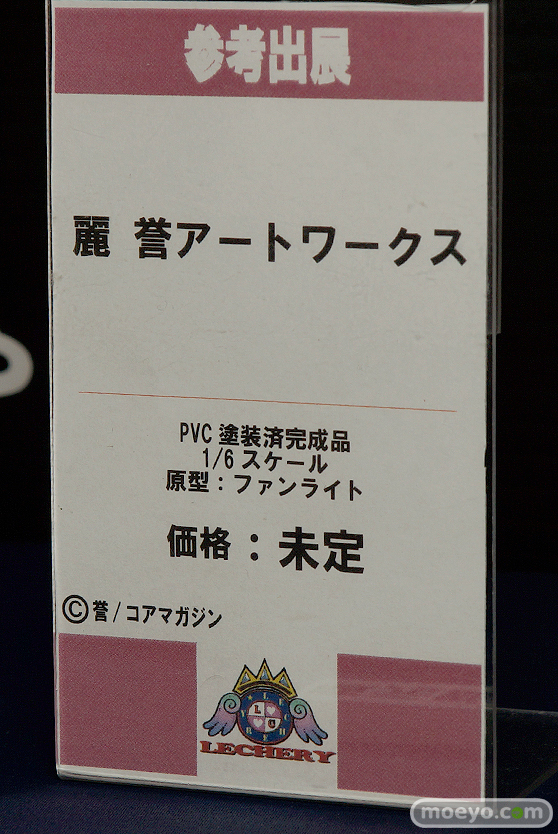 参考出展
麗 誉アートワークス
PVC 塗装済完成品
1/6 スケール
原型：ファンライト
価格：未定
©誉/コアマガジン
LECHERY
moeyo.com